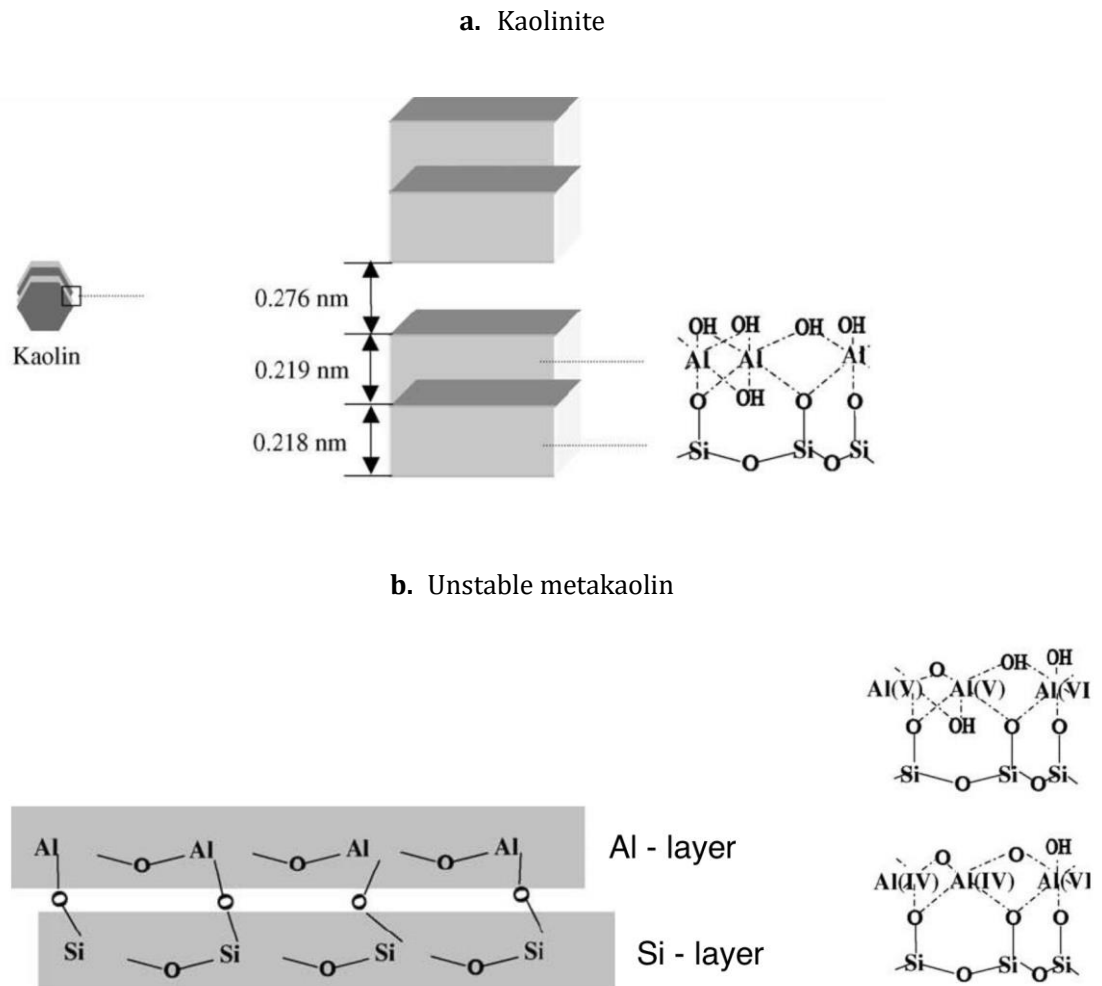 a. Kaolinite
0.276 nm
Kaolin
0.219 nm
0.218 nm
OH OH OH OH
Al Al Al
O OH O O
Si Si Si
O O
b. Unstable metakaolin
O OH OH
Al(V) Al(V) Al(VI
O OH O O
Si Si Si
O O
Al Al Al Al
O O O
Al - layer
O O O O
Si Si Si Si
O O O
Si - layer
O O OH
Al(IV) Al(IV) Al(VI
O O O
Si Si Si
O O